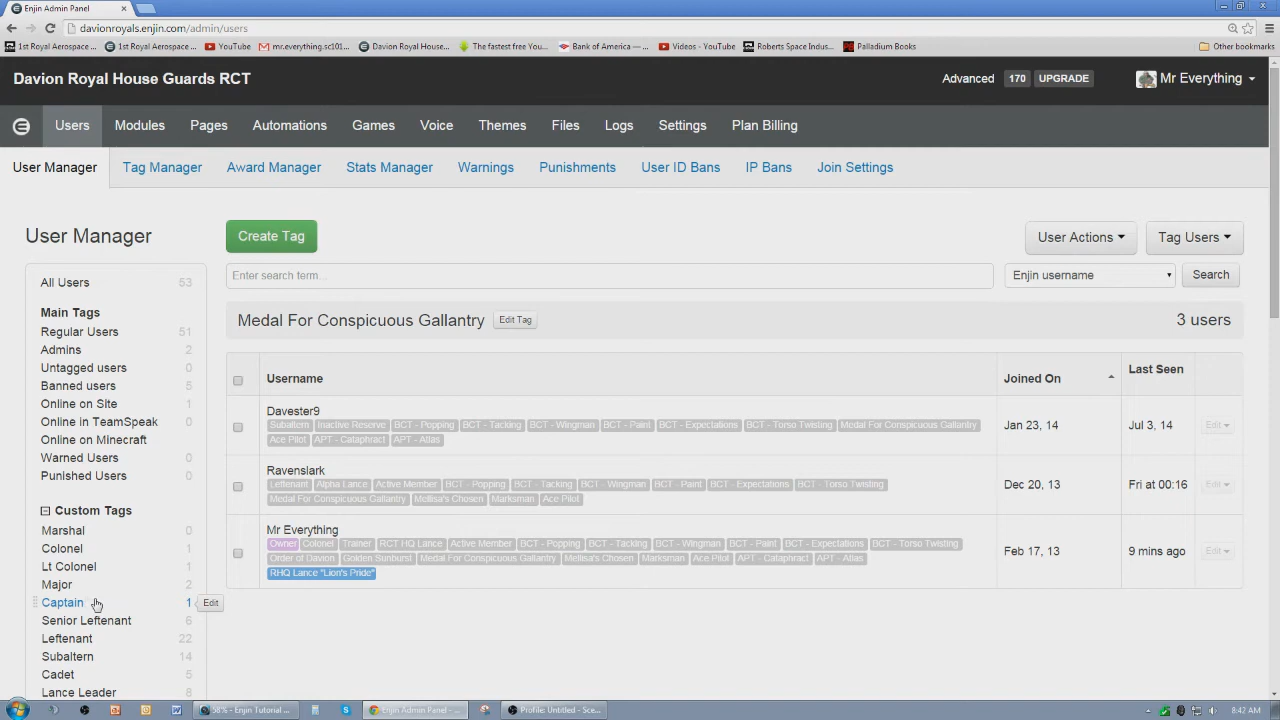 Enjin Admin Panel
davionroyals.enjin.com/admin/users
1st Royal Aerospace... 1st Royal Aerospace... YouTube mr.everything.sc101... Davion Royal House... The fastest free You... Bank of America — ... Videos - YouTube Roberts Space Indus... Palladium Books Other bookmarks
Davion Royal House Guards RCT Advanced 170 UPGRADE Mr Everything
Users Modules Pages Automations Games Voice Themes Files Logs Settings Plan Billing
User Manager Tag Manager Award Manager Stats Manager Warnings Punishments User ID Bans IP Bans Join Settings
User Manager
All Users 53
Main Tags
Regular Users 51
Admins 2
Untagged users 0
Banned users 5
Online on Site 1
Online in TeamSpeak 0
Online on Minecraft
Warned Users 0
Punished Users 0
Custom Tags
Marshal 0
Colonel 1
Lt Colonel 1
Major 2
Captain 1 Edit
Senior Leftenant 6
Leftenant 22
Subaltern 14
Cadet 5
Lance Leader 8
Create Tag User Actions Tag Users
Enter search term... Enjin username Search
Medal For Conspicuous Gallantry Edit Tag 3 users
Username Joined On Last Seen
Davester9
Subaltern Inactive Reserve BCT - Popping BCT - Tacking BCT - Wingman BCT - Paint BCT - Expectations BCT - Torso Twisting Medal For Conspicuous Gallantry
Ace Pilot APT - Cataphract APT - Atlas
Jan 23, 14 Jul 3, 14 Edit
Ravenslark
Leftenant Alpha Lance Active Member BCT - Popping BCT - Tacking BCT - Wingman BCT - Paint BCT - Expectations BCT - Torso Twisting
Medal For Conspicuous Gallantry Mellisa's Chosen Marksman Ace Pilot
Dec 20, 13 Fri at 00:16 Edit
Mr Everything
Owner Colonel Trainer RCT HQ Lance Active Member BCT - Popping BCT - Tacking BCT - Wingman BCT - Paint BCT - Expectations BCT - Torso Twisting
Order of Davion Golden Sunburst Medal For Conspicuous Gallantry Mellisa's Chosen Marksman Ace Pilot APT - Cataphract APT - Atlas
RHQ Lance "Lion's Pride"
Feb 17, 13 9 mins ago Edit
58% - Enjin Tutorial ... Enjin Admin Panel -... Profile: Untitled - Sce... 8:42 AM